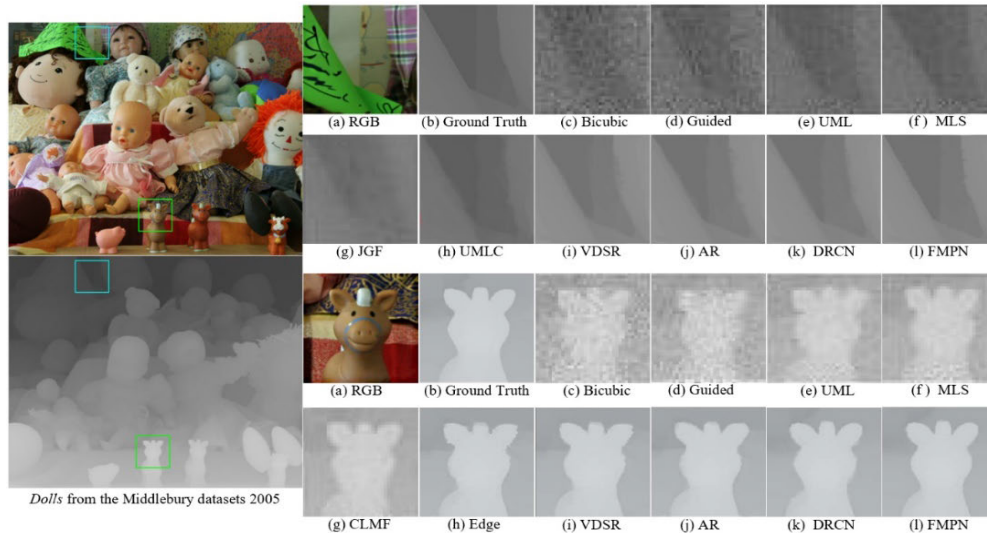 (a) RGB (b) Ground Truth (c) Bicubic (d) Guided (e) UML (f) MLS
(g) JGF (h) UMLC (i) VDSR (j) AR (k) DRCN (l) FMPN
(a) RGB (b) Ground Truth (c) Bicubic (d) Guided (e) UML (f) MLS
Dolls from the Middlebury datasets 2005
(g) CLMF (h) Edge (i) VDSR (j) AR (k) DRCN (l) FMPN